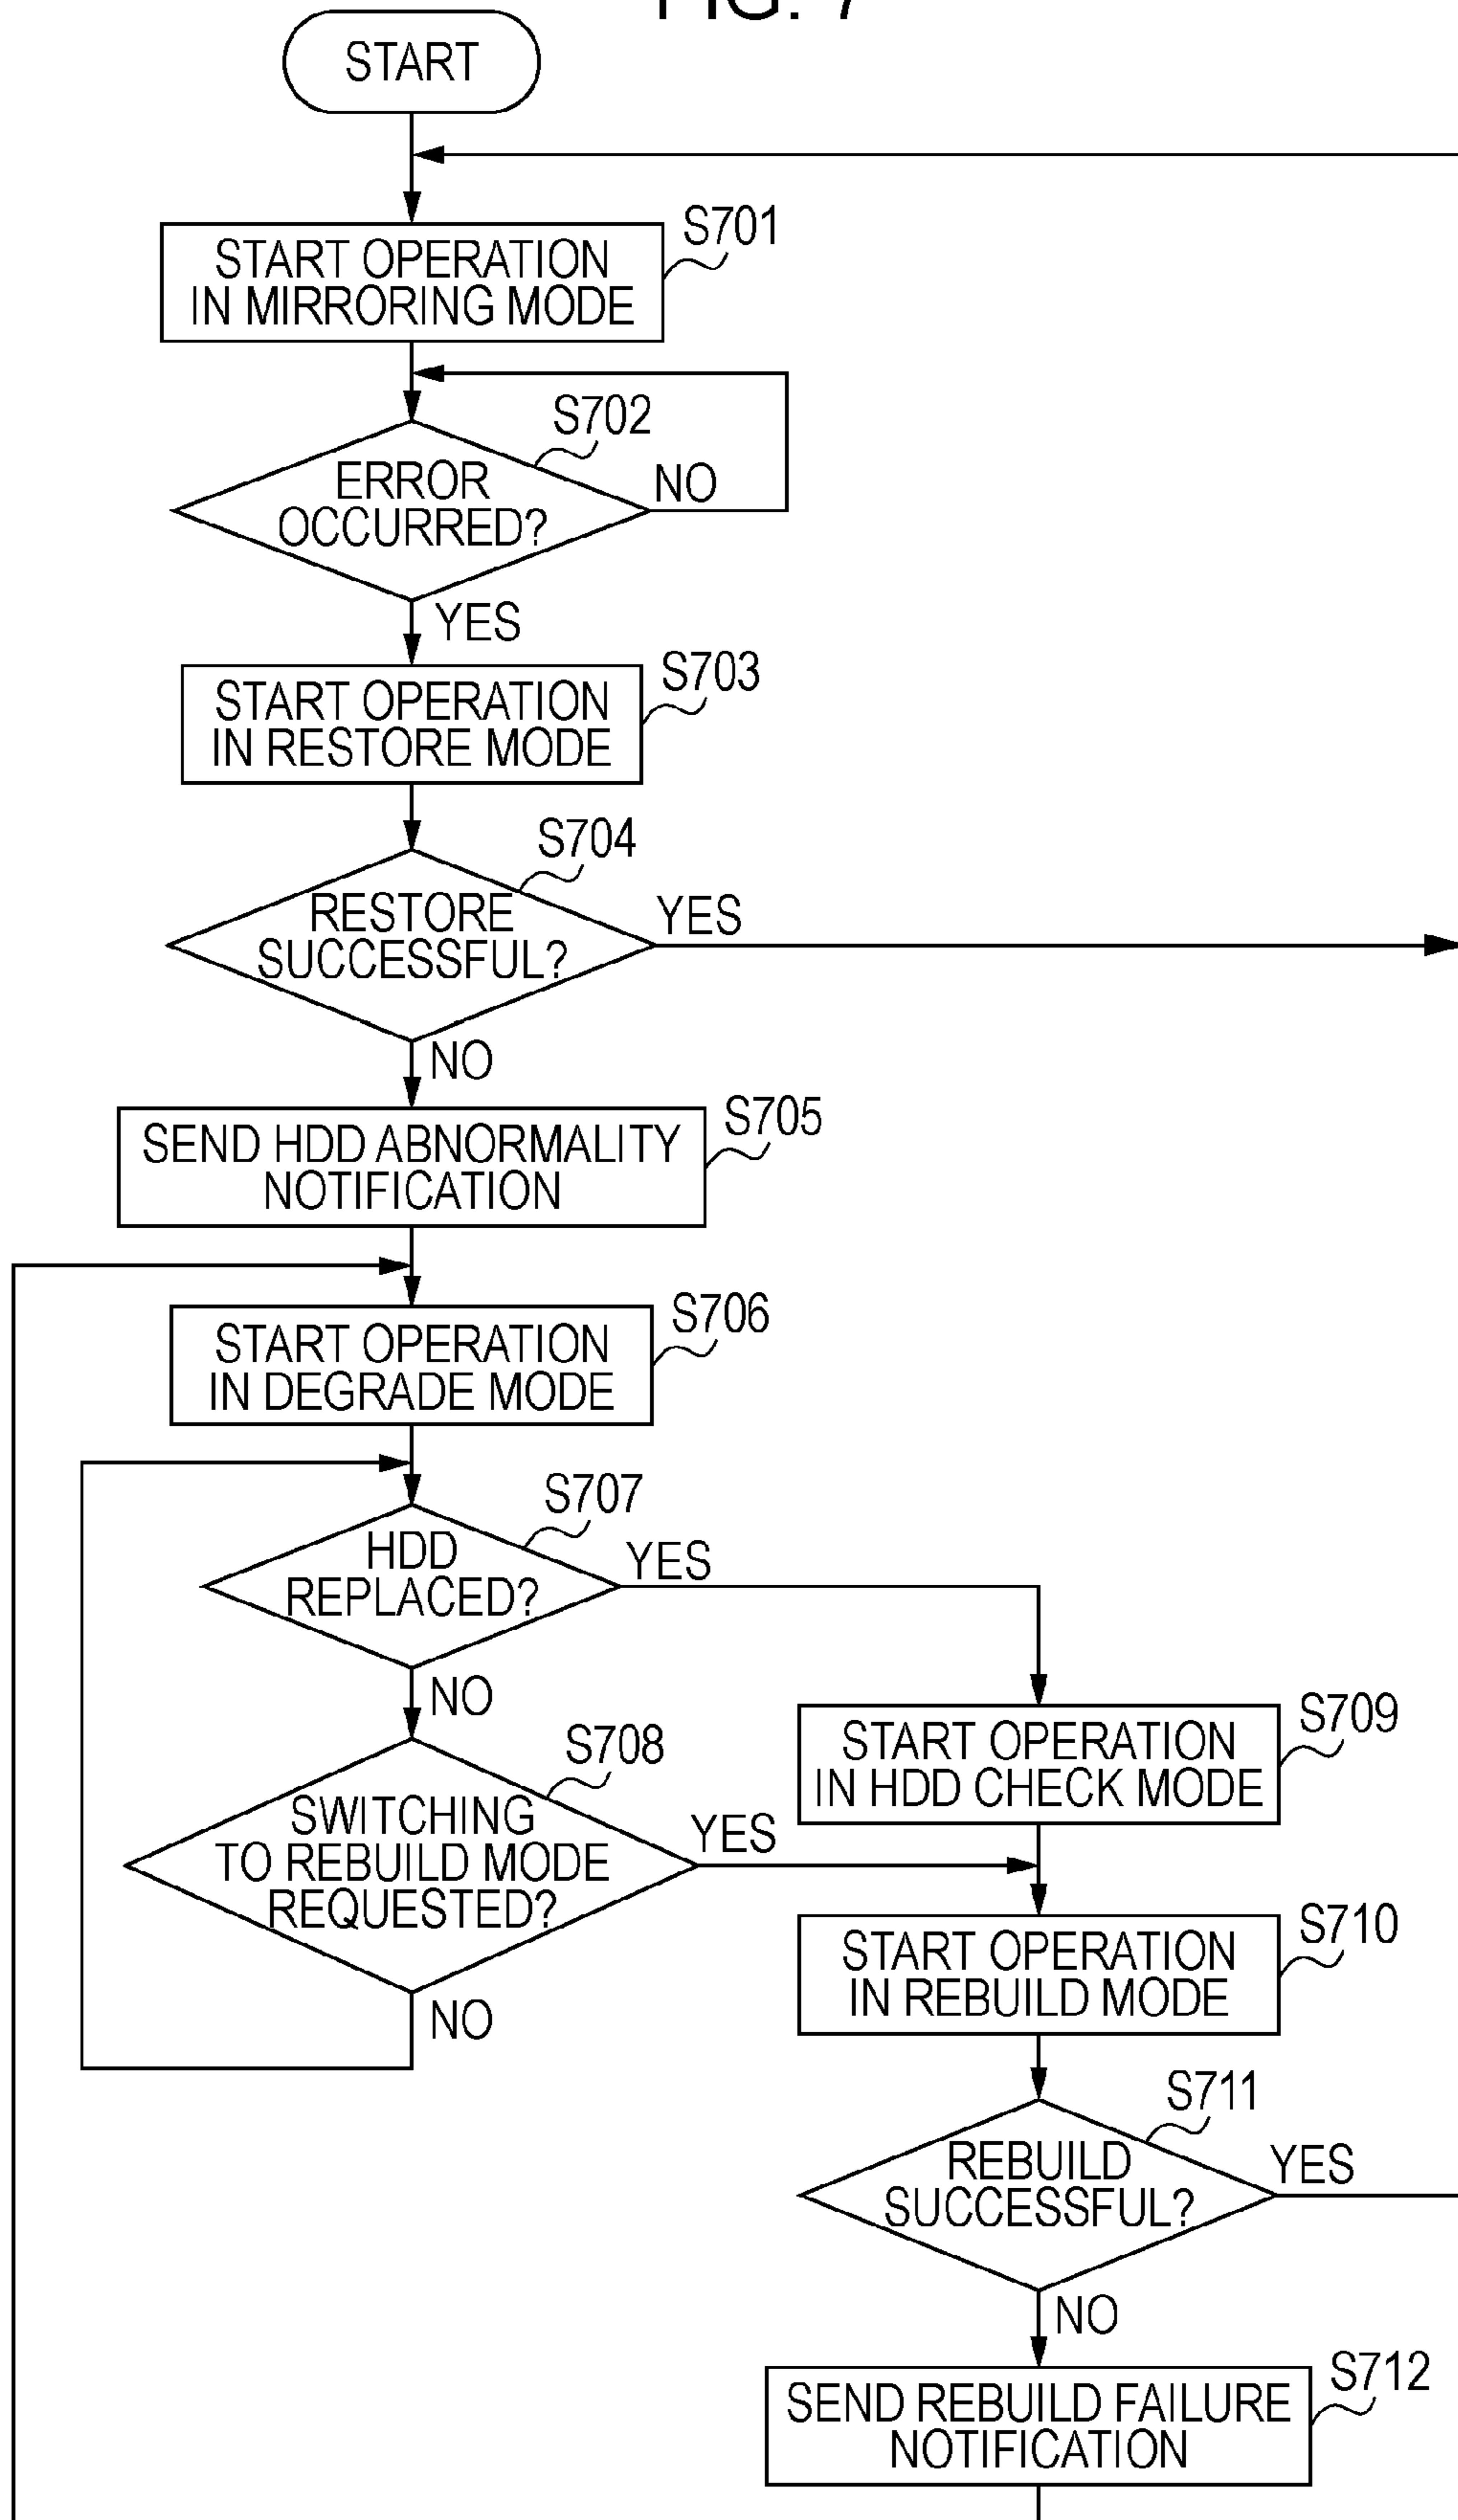 FIG. 7
START
S701
START OPERATION
IN MIRRORING MODE
S702
ERROR
OCCURRED?
NO
YES
S703
START OPERATION
IN RESTORE MODE
S704
RESTORE
SUCCESSFUL?
YES
NO
S705
SEND HDD ABNORMALITY
NOTIFICATION
S706
START OPERATION
IN DEGRADE MODE
S707
HDD
REPLACED?
YES
NO
S708
SWITCHING
TO REBUILD MODE
REQUESTED?
YES
NO
S709
START OPERATION
IN HDD CHECK MODE
S710
START OPERATION
IN REBUILD MODE
S711
REBUILD
SUCCESSFUL?
YES
NO
S712
SEND REBUILD FAILURE
NOTIFICATION